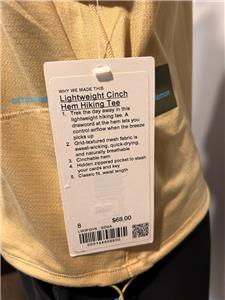 WHY WE MADE THIS
Lightweight Cinch
Hem Hiking Tee
1. Trek the day away in this
lightweight hiking tee. A
drawcord at the hem lets you
control airflow when the breeze
picks up
2. Grid-textured mesh fabric is
sweat-wicking, quick-drying,
and naturally breathable
3. Cinchable hem
4. Hidden zippered pocket to stash
your cards and key
5. Classic fit, waist length
8
$68.00